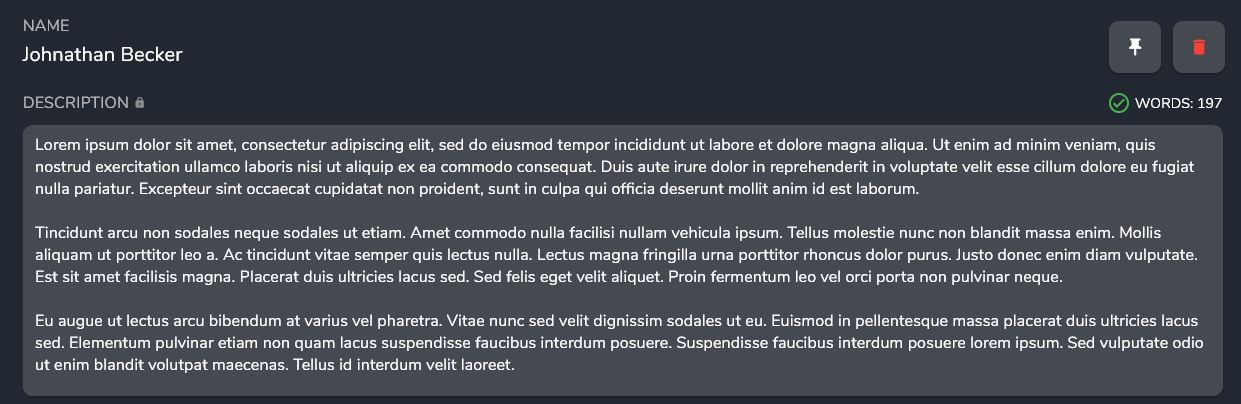 NAME
Johnathan Becker
DESCRIPTION
WORDS: 197
Lorem ipsum dolor sit amet, consectetur adipiscing elit, sed do eiusmod tempor incididunt ut labore et dolore magna aliqua. Ut enim ad minim veniam, quis
nostrud exercitation ullamco laboris nisi ut aliquip ex ea commodo consequat. Duis aute irure dolor in reprehenderit in voluptate velit esse cillum dolore eu fugiat
nulla pariatur. Excepteur sint occaecat cupidatat non proident, sunt in culpa qui officia deserunt mollit anim id est laborum.
Tincidunt arcu non sodales neque sodales ut etiam. Amet commodo nulla facilisi nullam vehicula ipsum. Tellus molestie nunc non blandit massa enim. Mollis
aliquam ut porttitor leo a. Ac tincidunt vitae semper quis lectus nulla. Lectus magna fringilla urna porttitor rhoncus dolor purus. Justo donec enim diam vulputate.
Est sit amet facilisis magna. Placerat duis ultricies lacus sed. Sed felis eget velit aliquet. Proin fermentum leo vel orci porta non pulvinar neque.
Eu augue ut lectus arcu bibendum at varius vel pharetra. Vitae nunc sed velit dignissim sodales ut eu. Euismod in pellentesque massa placerat duis ultricies lacus
sed. Elementum pulvinar etiam non quam lacus suspendisse faucibus interdum posuere. Suspendisse faucibus interdum posuere lorem ipsum. Sed vulputate odio
ut enim blandit volutpat maecenas. Tellus id interdum velit laoreet.